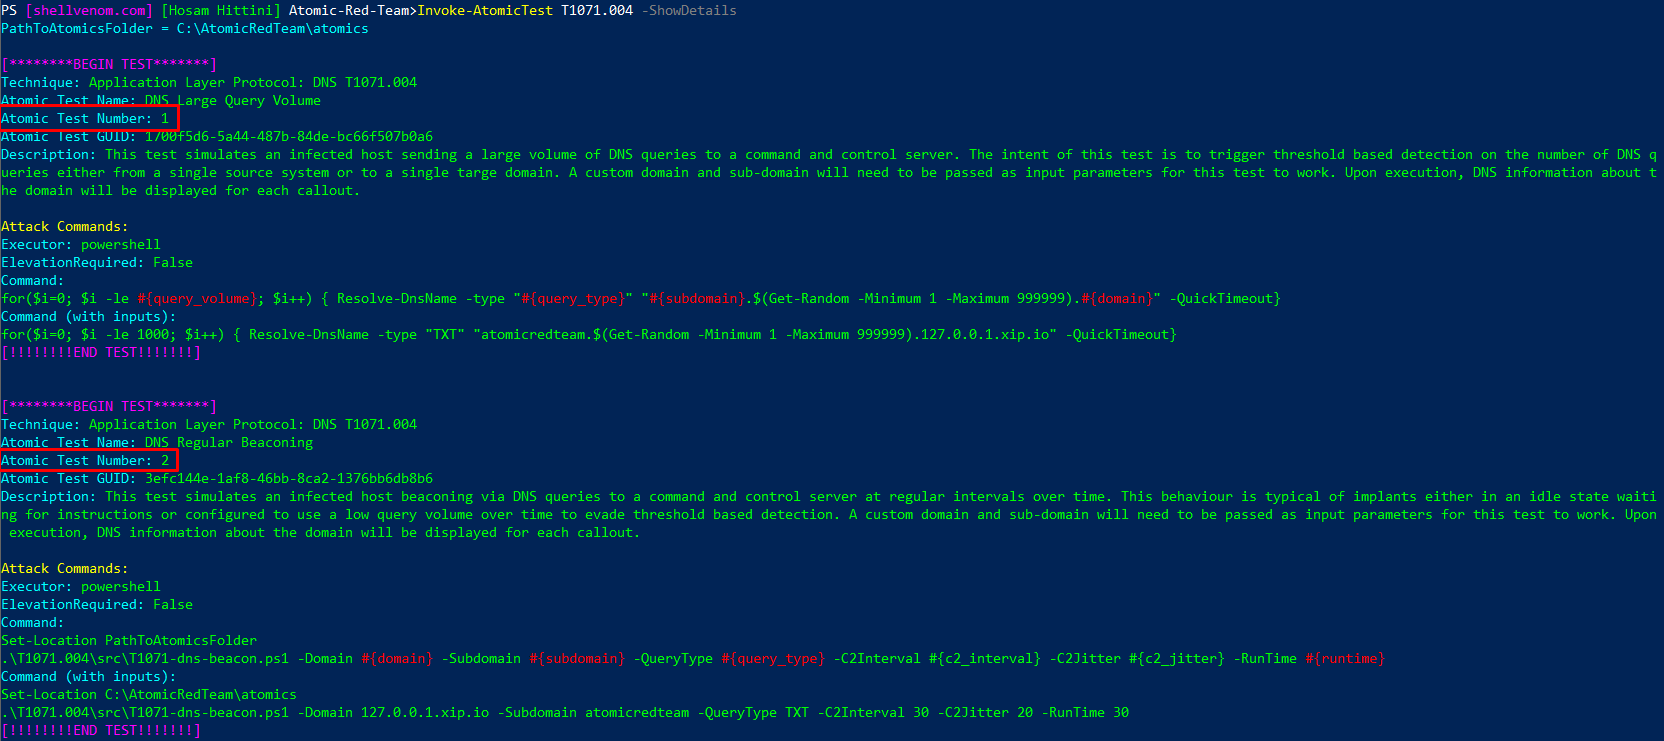 PS [shellvenom.com] [Hosam Hittini] Atomic-Red-Team>Invoke-AtomicTest T1071.004 -ShowDetails
PathToAtomicsFolder = C:\AtomicRedTeam\atomics
[********BEGIN TEST*******]
Technique: Application Layer Protocol: DNS T1071.004
Atomic Test Name: DNS Large Query Volume
Atomic Test Number: 1
Atomic Test GUID: 1700f5d6-5a44-487b-84de-bc66f507b0a6
Description: This test simulates an infected host sending a large volume of DNS queries to a command and control server. The intent of this test is to trigger threshold based detection on the number of DNS q
ueries either from a single source system or to a single targe domain. A custom domain and sub-domain will need to be passed as input parameters for this test to work. Upon execution, DNS information about t
he domain will be displayed for each callout.
Attack Commands:
Executor: powershell
ElevationRequired: False
Command:
for($i=0; $i -le #{query_volume}; $i++) { Resolve-DnsName -type "#{query_type}" "#{subdomain}.$(Get-Random -Minimum 1 -Maximum 999999).#{domain}" -QuickTimeout}
Command (with inputs):
for($i=0; $i -le 1000; $i++) { Resolve-DnsName -type "TXT" "atomicredteam.$(Get-Random -Minimum 1 -Maximum 999999).127.0.0.1.xip.io" -QuickTimeout}
[!!!!!!!!END TEST!!!!!!!]
[********BEGIN TEST*******]
Technique: Application Layer Protocol: DNS T1071.004
Atomic Test Name: DNS Regular Beaconing
Atomic Test Number: 2
Atomic Test GUID: 3efc144e-1af8-46bb-8ca2-1376bb6db8b6
Description: This test simulates an infected host beaconing via DNS queries to a command and control server at regular intervals over time. This behaviour is typical of implants either in an idle state waiti
ng for instructions or configured to use a low query volume over time to evade threshold based detection. A custom domain and sub-domain will need to be passed as input parameters for this test to work. Upon
 execution, DNS information about the domain will be displayed for each callout.
Attack Commands:
Executor: powershell
ElevationRequired: False
Command:
Set-Location PathToAtomicsFolder
.\T1071.004\src\T1071-dns-beacon.ps1 -Domain #{domain} -Subdomain #{subdomain} -QueryType #{query_type} -C2Interval #{c2_interval} -C2Jitter #{c2_jitter} -RunTime #{runtime}
Command (with inputs):
Set-Location C:\AtomicRedTeam\atomics
.\T1071.004\src\T1071-dns-beacon.ps1 -Domain 127.0.0.1.xip.io -Subdomain atomicredteam -QueryType TXT -C2Interval 30 -C2Jitter 20 -RunTime 30
[!!!!!!!!END TEST!!!!!!!]